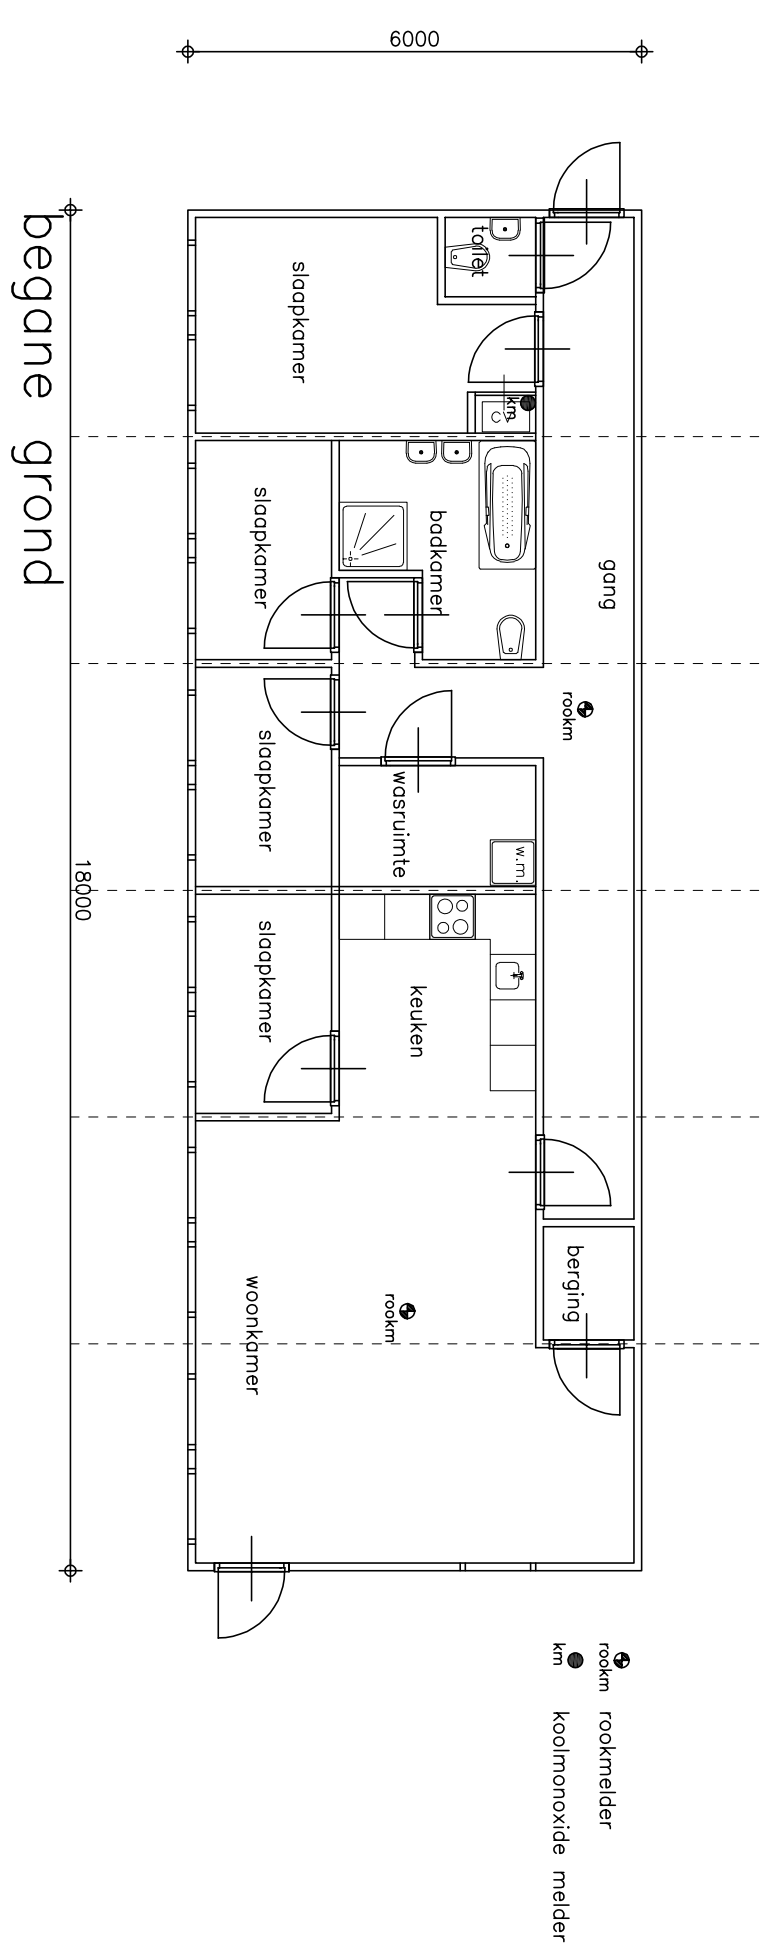 6000
begane grond
18000
toilet
slaapkamer
km
CV
slaapkamer
badkamer
gang
rookm
slaapkamer
wasruimte
w.m.
slaapkamer
keuken
berging
woonkamer
rookm
rookm rookmelder
km koolmonoxide melder